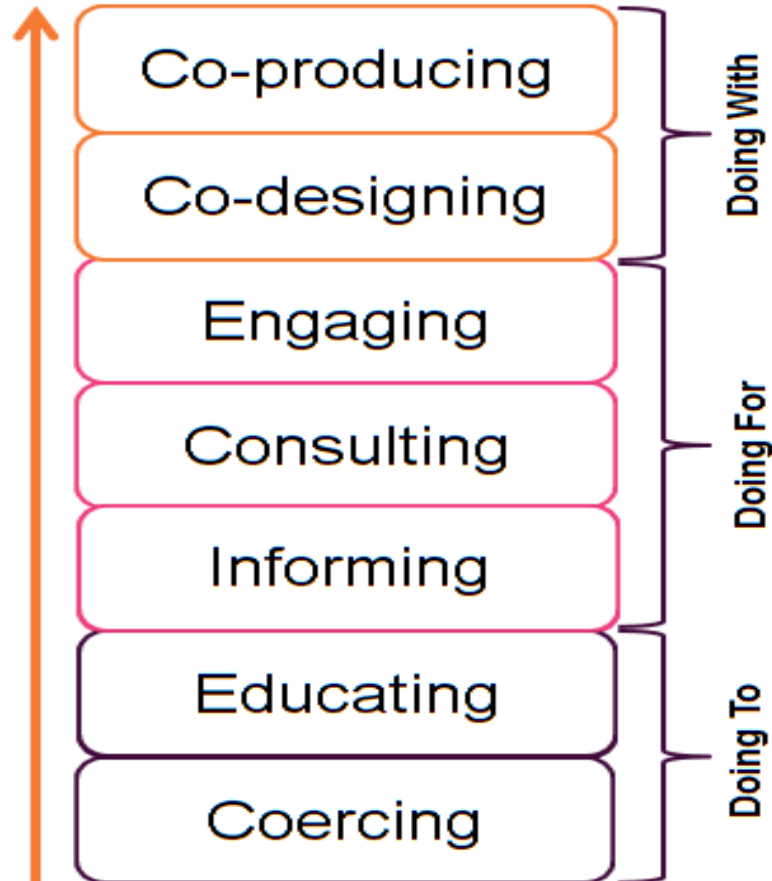 Co-producing
Co-designing
Doing With
Engaging
Consulting
Informing
Doing For
Educating
Coercing
Doing To